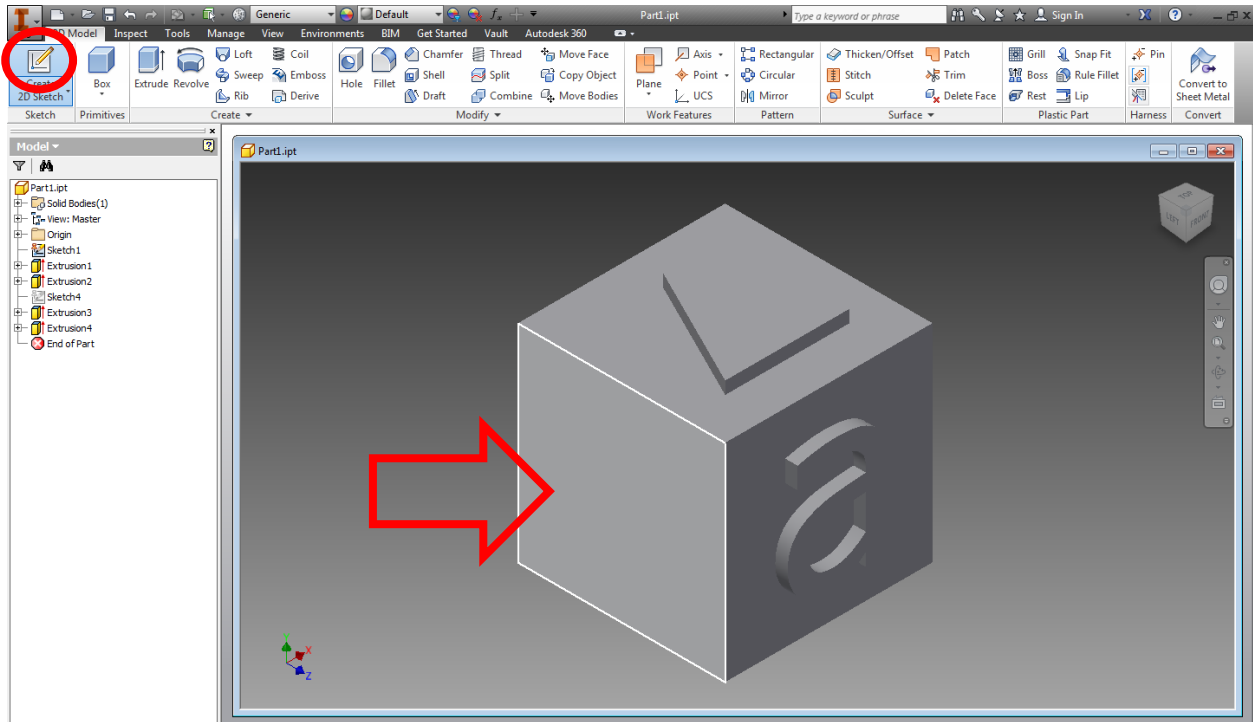 Generic Default fx Part1.ipt Type a keyword or phrase Sign In
3D Model Inspect Tools Manage View Environments BIM Get Started Vault Autodesk 360
Create 2D Sketch
Box
Extrude Revolve
Loft Coil
Sweep Emboss
Rib Derive
Hole Fillet
Chamfer Thread Move Face
Shell Split Copy Object
Draft Combine Move Bodies
Plane
Axis
Point
UCS
Rectangular
Circular
Mirror
Thicken/Offset Patch
Stitch Trim
Sculpt Delete Face
Grill Snap Fit
Boss Rule Fillet
Rest Lip
Pin
Convert to
Sheet Metal
Sketch Primitives Create Modify Work Features Pattern Surface Plastic Part Harness Convert
Model
Part1.ipt
Solid Bodies(1)
View: Master
Origin
Sketch1
Extrusion1
Extrusion2
Sketch4
Extrusion3
Extrusion4
End of Part
Part1.ipt
TOP
LEFT FRONT
a
X
Z